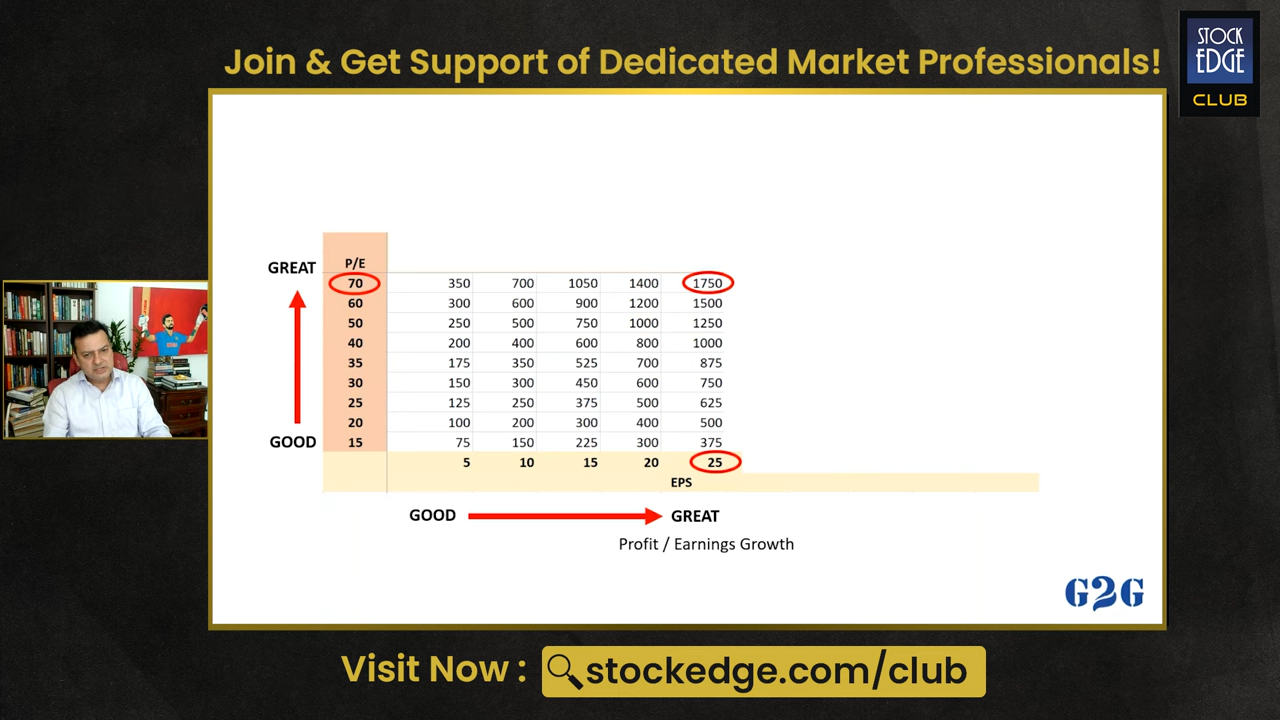 Join & Get Support of Dedicated Market Professionals!
STOCK
EDGE
CLUB
P/E
GREAT
70 350 700 1050 1400 1750
60 300 600 900 1200 1500
50 250 500 750 1000 1250
40 200 400 600 800 1000
35 175 350 525 700 875
30 150 300 450 600 750
25 125 250 375 500 625
20 100 200 300 400 500
GOOD 15 75 150 225 300 375
5 10 15 20 25
EPS
GOOD GREAT
Profit / Earnings Growth
G2G
Visit Now : stockedge.com/club